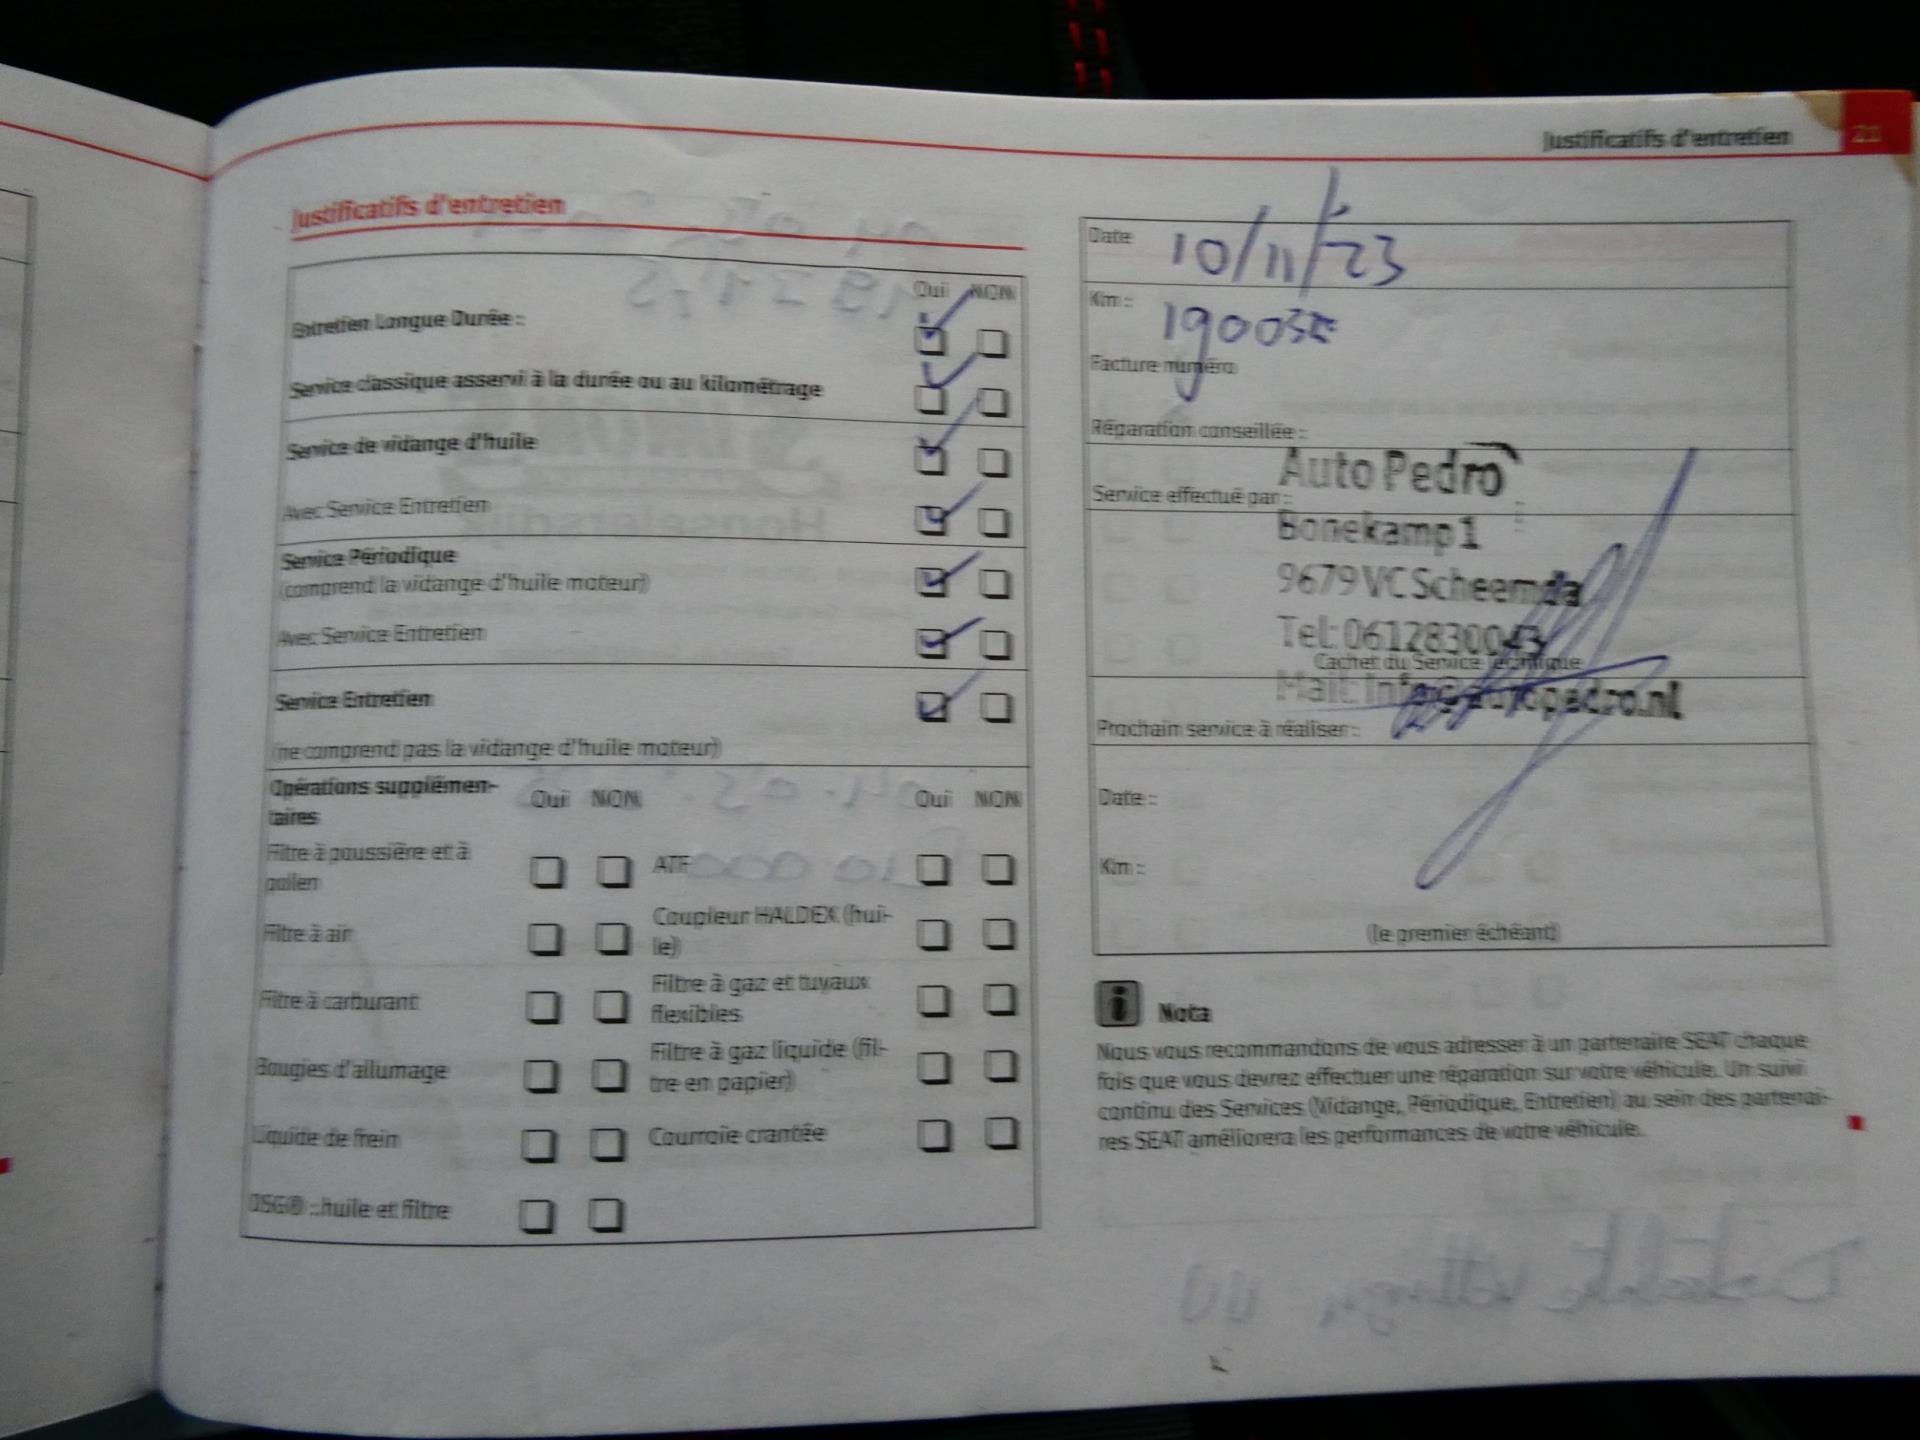 Justificatifs d'entretien 21
Justificatifs d'entretien
Oui NON
Entretien Longue Durée :
Service classique asservi à la durée ou au kilométrage
Service de vidange d'huile
Avec Service Entretien
Service Périodique
(comprend la vidange d'huile moteur)
Avec Service Entretien
Service Entretien
(ne comprend pas la vidange d'huile moteur)
Opérations supplémen-
taires
Oui NON Oui NON
Filtre à poussière et à
pollen
ATF
Filtre à air
Coupleur HALDEX (hui-
le)
Filtre à carburant
Filtre à gaz et tuyaux
flexibles
Bougies d'allumage
Filtre à gaz liquide (fil-
tre en papier)
Liquide de frein
Courroie crantée
DSG® : huile et filtre
Date 10/11/23
Km :
Facture numéro
Réparation conseillée :
Auto Pedro
Service effectué par :
Bonekamp 1
9679 VC Scheemda
Tel: 0612830043
Cachet du Service Technique
Mail: info@autopedro.nl
Prochain service à réaliser :
Date :
Km :
(le premier échéant)
Nota
Nous vous recommandons de vous adresser à un partenaire SEAT chaque
fois que vous devrez effectuer une réparation sur votre véhicule. Un suivi
continu des Services (Vidange, Périodique, Entretien) au sein des partenai-
res SEAT améliorera les performances de votre véhicule.